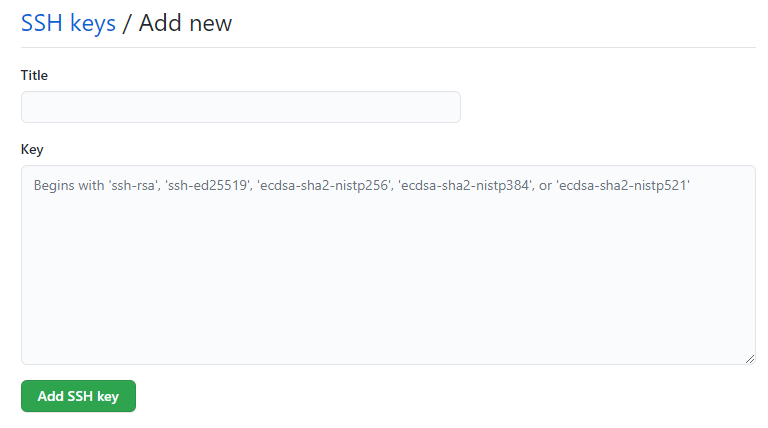 SSH keys / Add new
Title
Key
Begins with 'ssh-rsa', 'ssh-ed25519', 'ecdsa-sha2-nistp256', 'ecdsa-sha2-nistp384', or 'ecdsa-sha2-nistp521'
Add SSH key